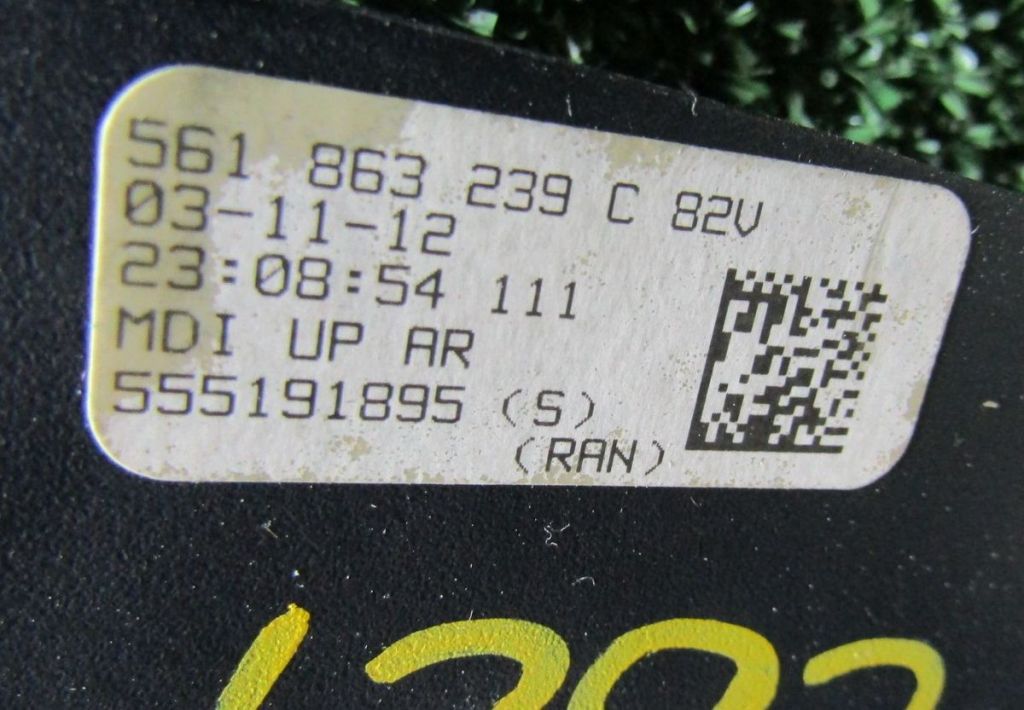 561 863 239 C 82V
03-11-12
23:08:54 111
MDI UP AR
555191895 (S)
(RAN)